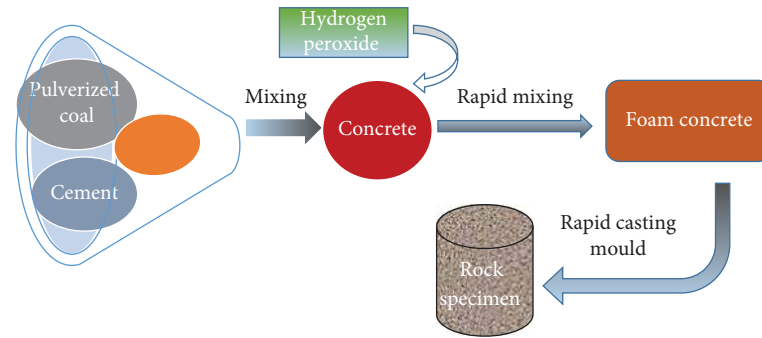 Hydrogen
peroxide
Pulverized
coal
Cement
Mixing
Concrete
Rapid mixing
Foam concrete
Rapid casting
mould
Rock
specimen